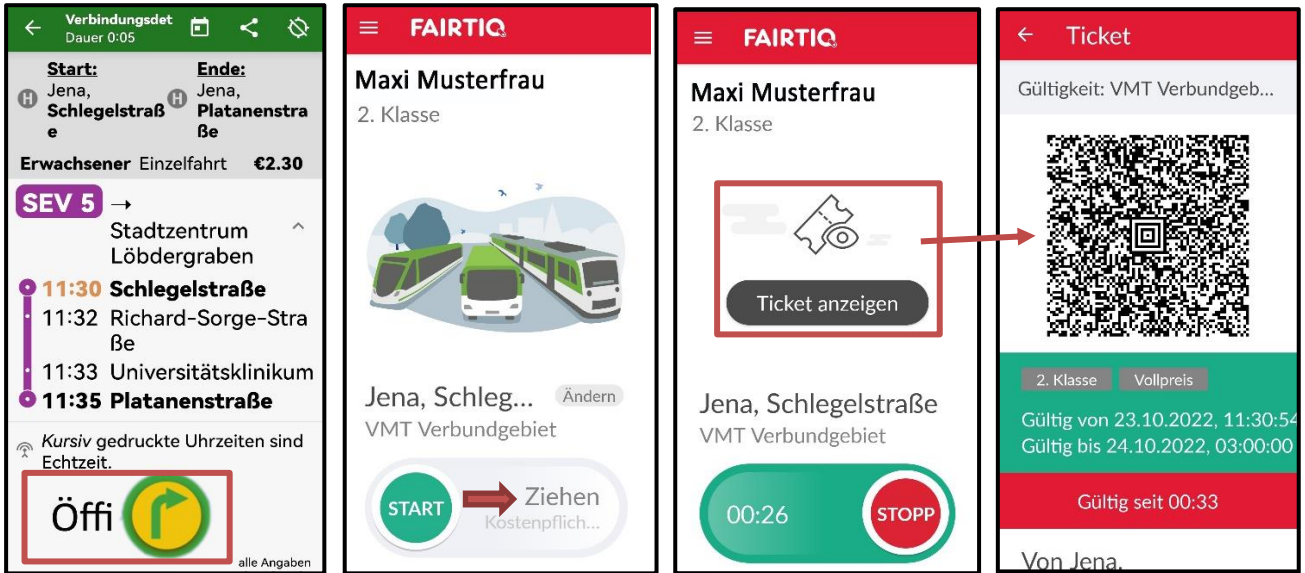 Verbindungsdet
Dauer 0:05
Start:
Jena,
Schlegelstraß
e
Ende:
Jena,
Platanenstra
ße
H
H
Erwachsener Einzelfahrt €2.30
SEV 5 →
Stadtzentrum
Löbdergraben
11:30 Schlegelstraße
11:32 Richard-Sorge-Stra
ße
11:33 Universitätsklinikum
11:35 Platanenstraße
Kursiv gedruckte Uhrzeiten sind
Echtzeit.
Öffi
alle Angaben
FAIRTIQ
Maxi Musterfrau
2. Klasse
Jena, Schleg... Ändern
VMT Verbundgebiet
START Ziehen
Kostenpflich...
FAIRTIQ
Maxi Musterfrau
2. Klasse
Ticket anzeigen
Jena, Schlegelstraße
VMT Verbundgebiet
00:26 STOPP
Ticket
Gültigkeit: VMT Verbundgeb...
2. Klasse Vollpreis
Gültig von 23.10.2022, 11:30:54
Gültig bis 24.10.2022, 03:00:00
Gültig seit 00:33
Von Jena,